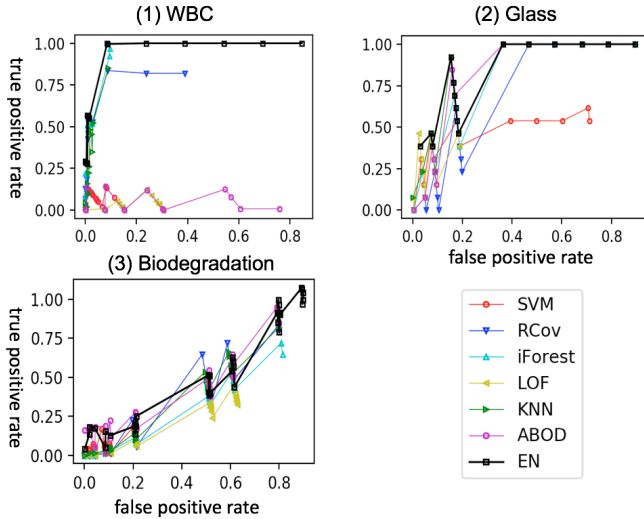 (1) WBC
1.00
0.75
0.50
0.25
0.00
true positive rate
0.0 0.2 0.4 0.6 0.8
(2) Glass
1.00
0.75
0.50
0.25
0.00
true positive rate
0.0 0.2 0.4 0.6 0.8
false positive rate
(3) Biodegradation
1.00
0.75
0.50
0.25
0.00
true positive rate
0.0 0.2 0.4 0.6 0.8
false positive rate
SVM
RCov
iForest
LOF
KNN
ABOD
EN